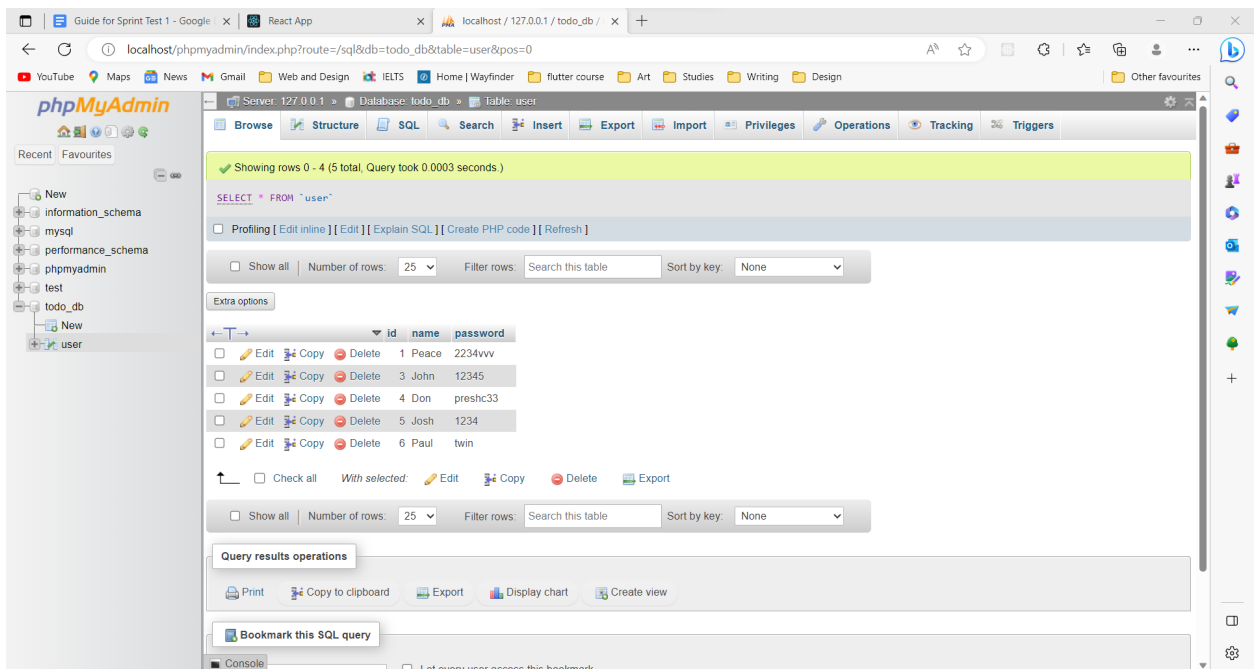 Guide for Sprint Test 1 - Google
React App
localhost / 127.0.0.1 / todo_db /
localhost/phpmyadmin/index.php?route=/sql&db=todo_db&table=user&pos=0
YouTube Maps News Gmail Web and Design IELTS Home | Wayfinder flutter course Art Studies Writing Design Other favourites
phpMyAdmin
Recent Favourites
New
information_schema
mysql
performance_schema
phpmyadmin
test
todo_db
New
user
Server: 127.0.0.1 » Database: todo_db » Table: user
Browse Structure SQL Search Insert Export Import Privileges Operations Tracking Triggers
Showing rows 0 - 4 (5 total, Query took 0.0003 seconds.)
SELECT * FROM `user`
Profiling [ Edit inline ] [ Edit ] [ Explain SQL ] [ Create PHP code ] [ Refresh ]
Show all | Number of rows: 25 Filter rows: Search this table Sort by key: None
Extra options
id name password
Edit Copy Delete 1 Peace 2234vvv
Edit Copy Delete 3 John 12345
Edit Copy Delete 4 Don preshc33
Edit Copy Delete 5 Josh 1234
Edit Copy Delete 6 Paul twin
Check all With selected: Edit Copy Delete Export
Show all | Number of rows: 25 Filter rows: Search this table Sort by key: None
Query results operations
Print Copy to clipboard Export Display chart Create view
Bookmark this SQL query
Console
Let every user access this bookmark